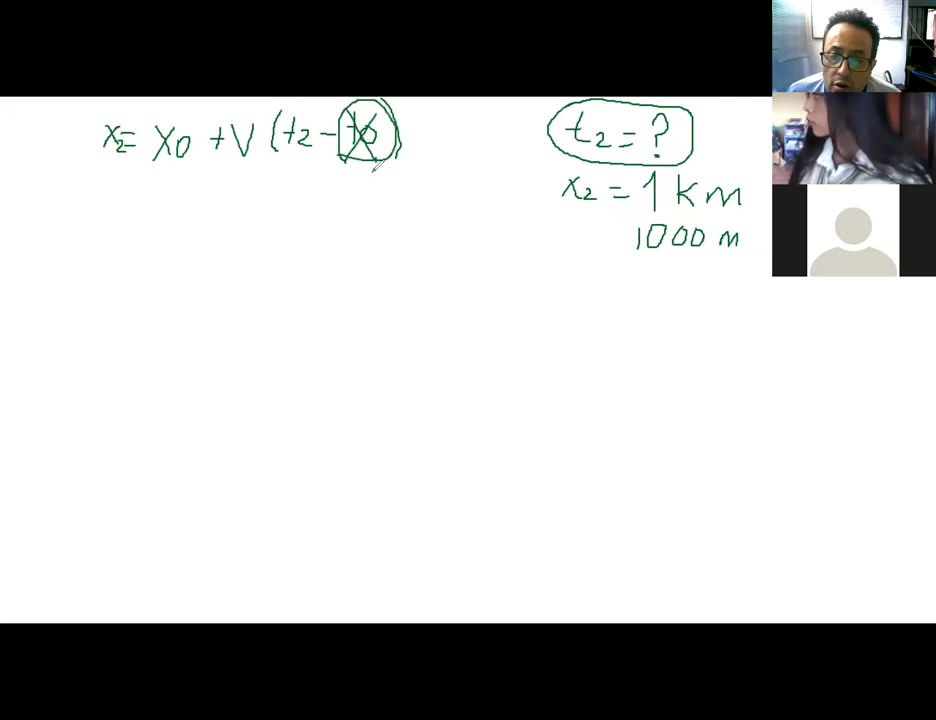 x₂= x₀ + V (t₂ - t₀)
t₂ = ?
x₂ = 1 km
1000 m